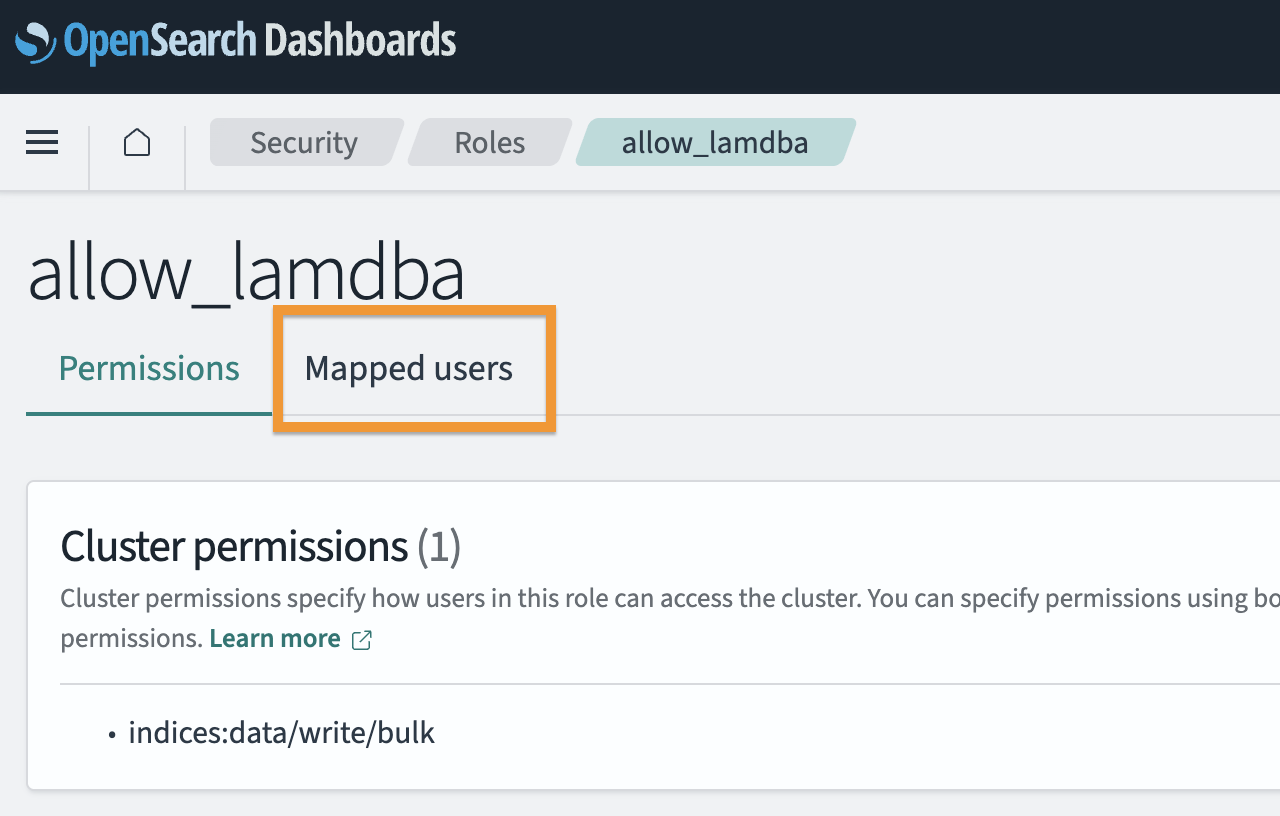 OpenSearch Dashboards
Security Roles allow_lamdba
allow_lamdba
Permissions Mapped users
Cluster permissions (1)
Cluster permissions specify how users in this role can access the cluster. You can specify permissions using bo
permissions. Learn more
• indices:data/write/bulk